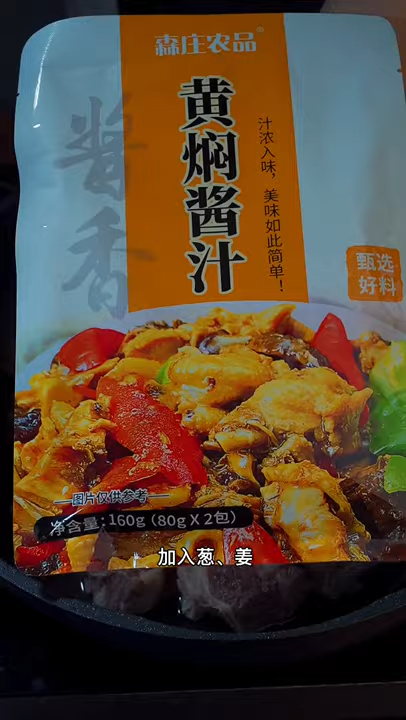 森庄农品®
黄焖酱汁
汁浓入味，美味如此简单！
酱香
甄选
好料
图片仅供参考
净含量：160g（80g X 2包）
加入葱、姜